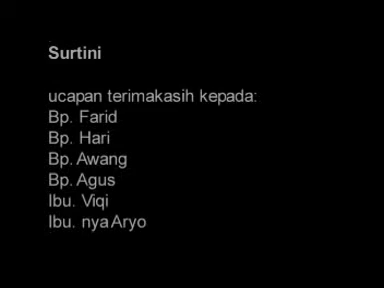 Surtini
ucapan terimakasih kepada:
Bp. Farid
Bp. Hari
Bp. Awang
Bp. Agus
Ibu. Viqi
Ibu. nya Aryo